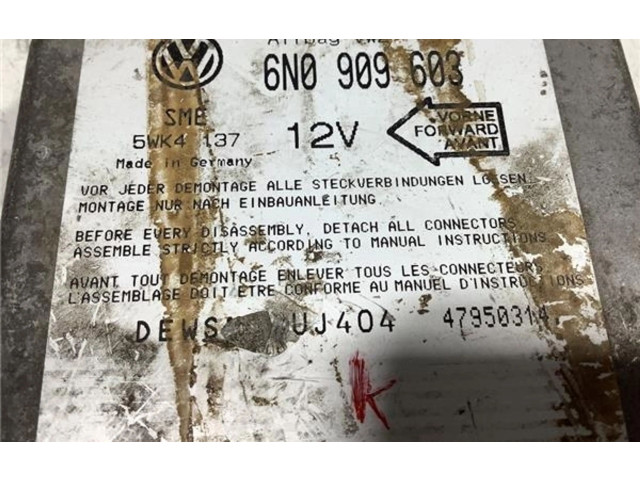 Airbag
6N0 909 603
SME
5WK4 137
12V
VORNE
FORWARD
AVANT
Made in Germany
VOR JEDER DEMONTAGE ALLE STECKVERBINDUNGEN LOESEN
MONTAGE NUR NACH EINBAUANLEITUNG
BEFORE EVERY DISASSEMBLY, DETACH ALL CONNECTORS
ASSEMBLE STRICTLY ACCORDING TO MANUAL INSTRUCTIONS
AVANT TOUT DEMONTAGE ENLEVER TOUS LES CONNECTEURS
L'ASSEMBLAGE DOIT ETRE CONFORME AU MANUEL D'INSTRUCTIONS
UJ404 47950314
k